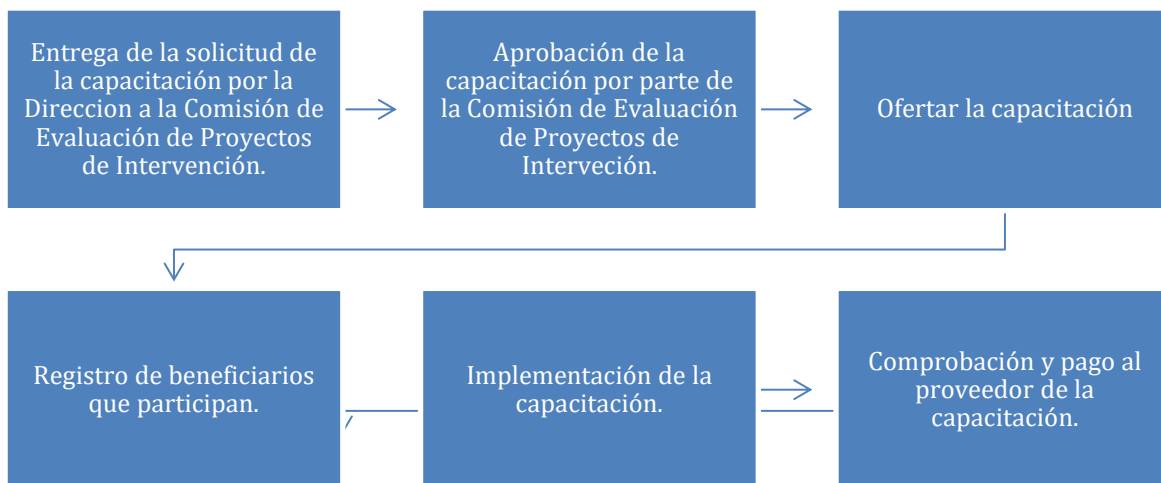 Entrega de la solicitud de
la capacitación por la
Direccion a la Comisión de
Evaluación de Proyectos
de Intervención.
Aprobación de la
capacitación por parte de
la Comisión de Evaluación
de Proyectos de
Interveción.
Ofertar la capacitación
Registro de beneficiarios
que participan.
Implementación de la
capacitación.
Comprobación y pago al
proveedor de la
capacitación.